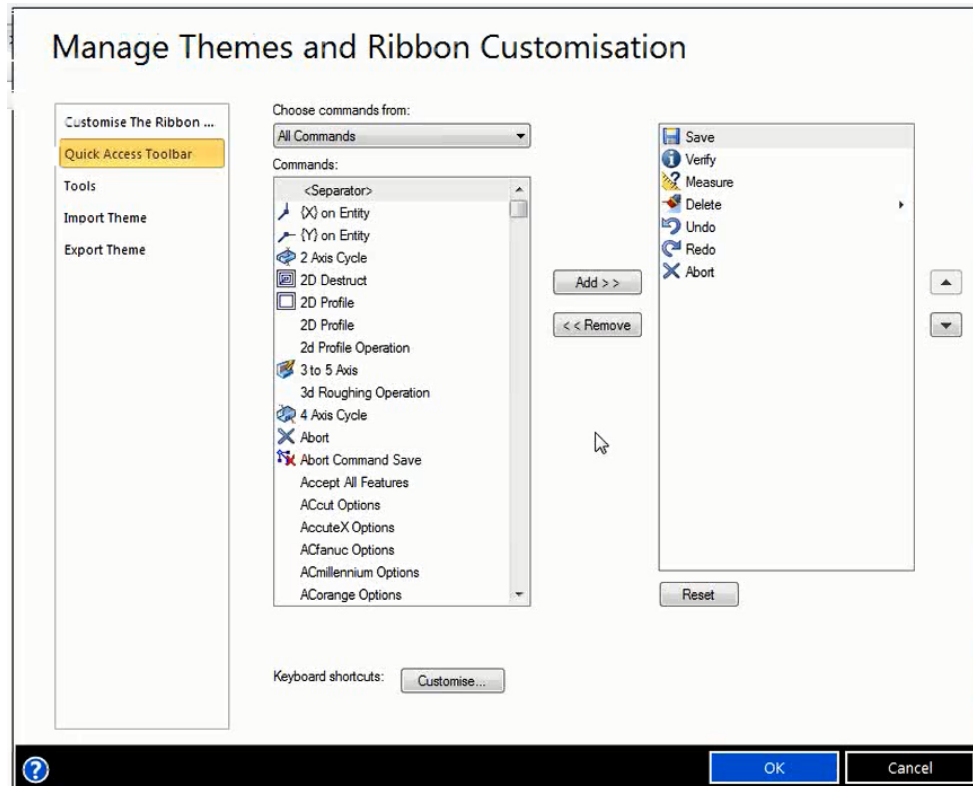 Manage Themes and Ribbon Customisation
Customise The Ribbon ...
Quick Access Toolbar
Tools
Import Theme
Export Theme
Choose commands from:
All Commands
Commands:
<Separator>
{X} on Entity
{Y} on Entity
2 Axis Cycle
2D Destruct
2D Profile
2D Profile
2d Profile Operation
3 to 5 Axis
3d Roughing Operation
4 Axis Cycle
Abort
Abort Command Save
Accept All Features
ACcut Options
AccuteX Options
ACfanuc Options
ACmillennium Options
ACorange Options
Add > >
< < Remove
Save
Verify
Measure
Delete
Undo
Redo
Abort
Reset
Keyboard shortcuts:
Customise...
OK
Cancel